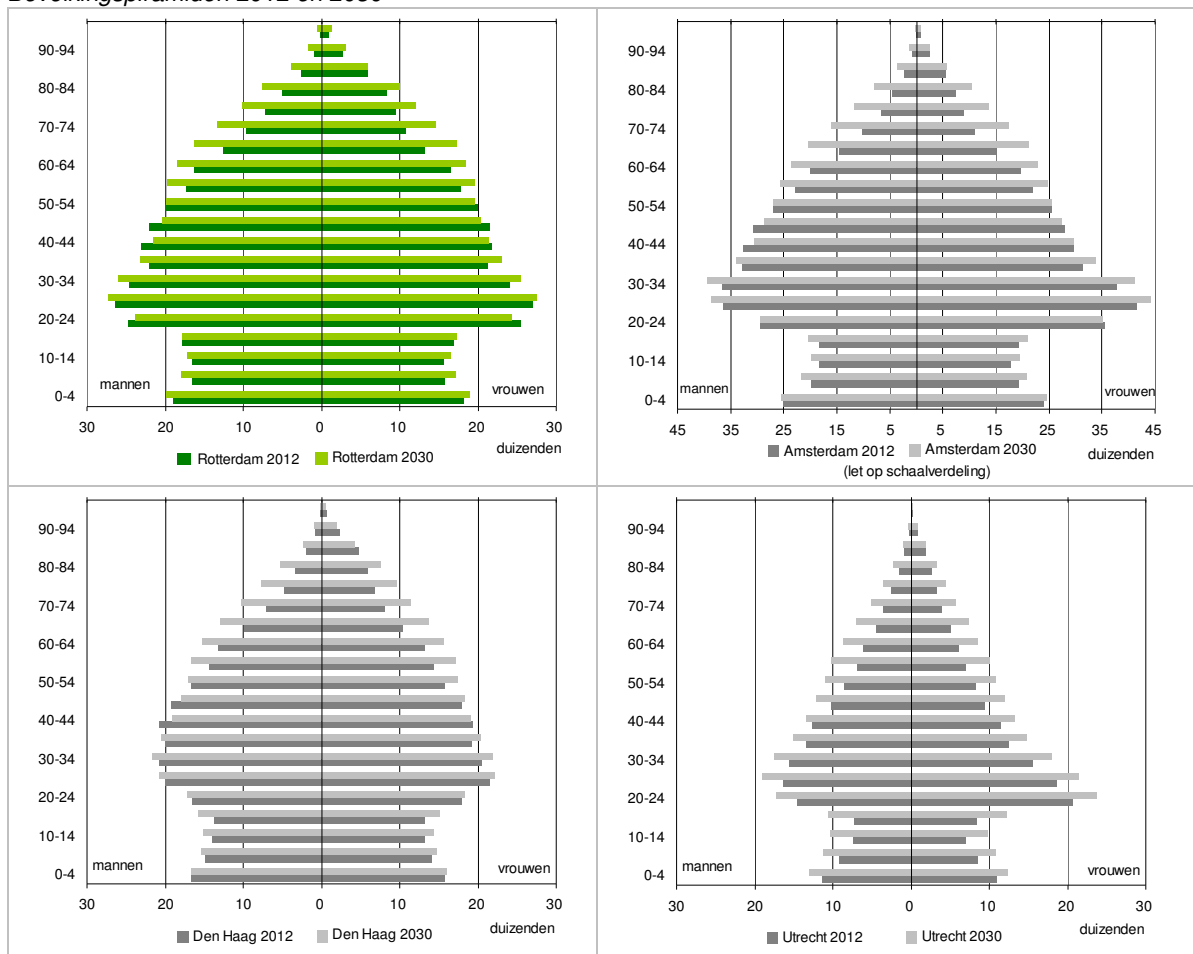 Bevolkingspiramiden 2012 en 2030
90-94
80-84
70-74
60-64
50-54
40-44
30-34
20-24
10-14
0-4
mannen
vrouwen
30 20 10 0 10 20 30
duizenden
Rotterdam 2012 Rotterdam 2030
90-94
80-84
70-74
60-64
50-54
40-44
30-34
20-24
10-14
0-4
mannen
vrouwen
45 35 25 15 5 5 15 25 35 45
Amsterdam 2012 Amsterdam 2030 duizenden
(let op schaalverdeling)
90-94
80-84
70-74
60-64
50-54
40-44
30-34
20-24
10-14
0-4
mannen
vrouwen
30 20 10 0 10 20 30
duizenden
Den Haag 2012 Den Haag 2030
90-94
80-84
70-74
60-64
50-54
40-44
30-34
20-24
10-14
0-4
mannen
vrouwen
30 20 10 0 10 20 30
duizenden
Utrecht 2012 Utrecht 2030